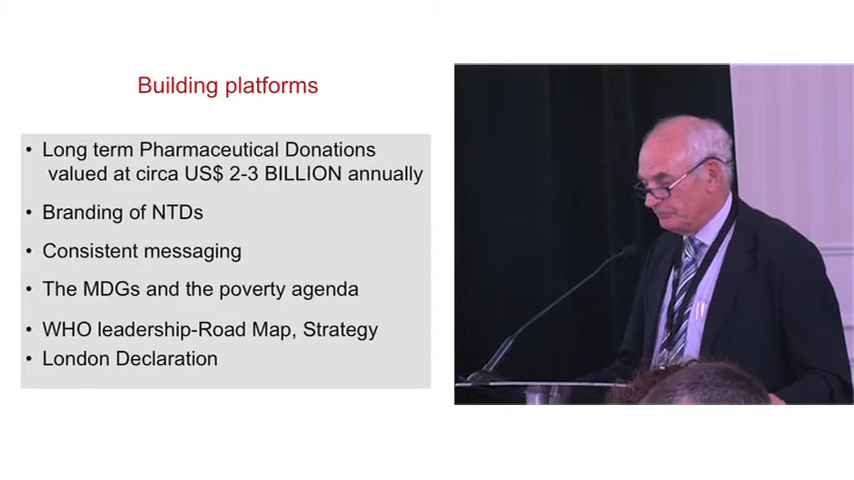 Building platforms
• Long term Pharmaceutical Donations
valued at circa US$ 2-3 BILLION annually
• Branding of NTDs
• Consistent messaging
• The MDGs and the poverty agenda
• WHO leadership-Road Map, Strategy
• London Declaration